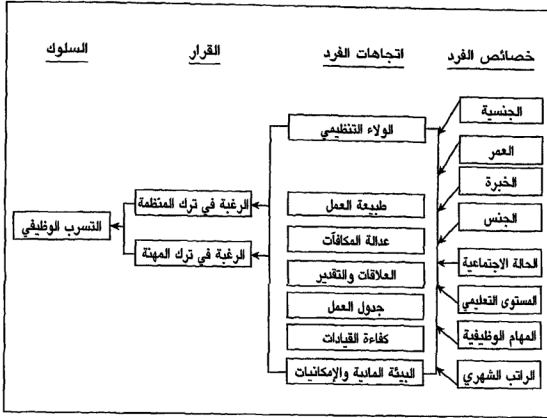 خصائص الفرد
اتجاهات الفرد
القرار
السلوك
الجنسية
العمر
الخبرة
الجنس
الحالة الاجتماعية
المستوى التعليمي
المهام الوظيفية
الراتب الشهري
الولاء التنظيمي
طبيعة العمل
عدالة المكافآت
العلاقات والتقدير
جدول العمل
كفاءة القيادات
البيئة المادية والإمكانيات
الرغبة في ترك المنظمة
الرغبة في ترك المهنة
التسرب الوظيفي